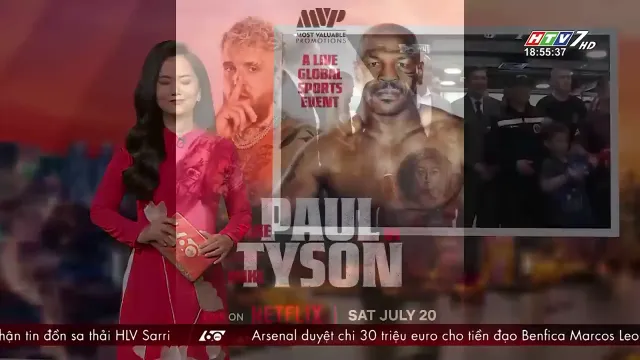 MVP
MOST VALUABLE
PROMOTIONS
HTV7 HD
18:55:37
A LIVE
GLOBAL
SPORTS
EVENT
PAUL
TYSON
ON NETFLIX | SAT JULY 20
hận tin đồn sa thải HLV Sarri 60 Arsenal duyệt chi 30 triệu euro cho tiền đạo Benfica Marcos Leo